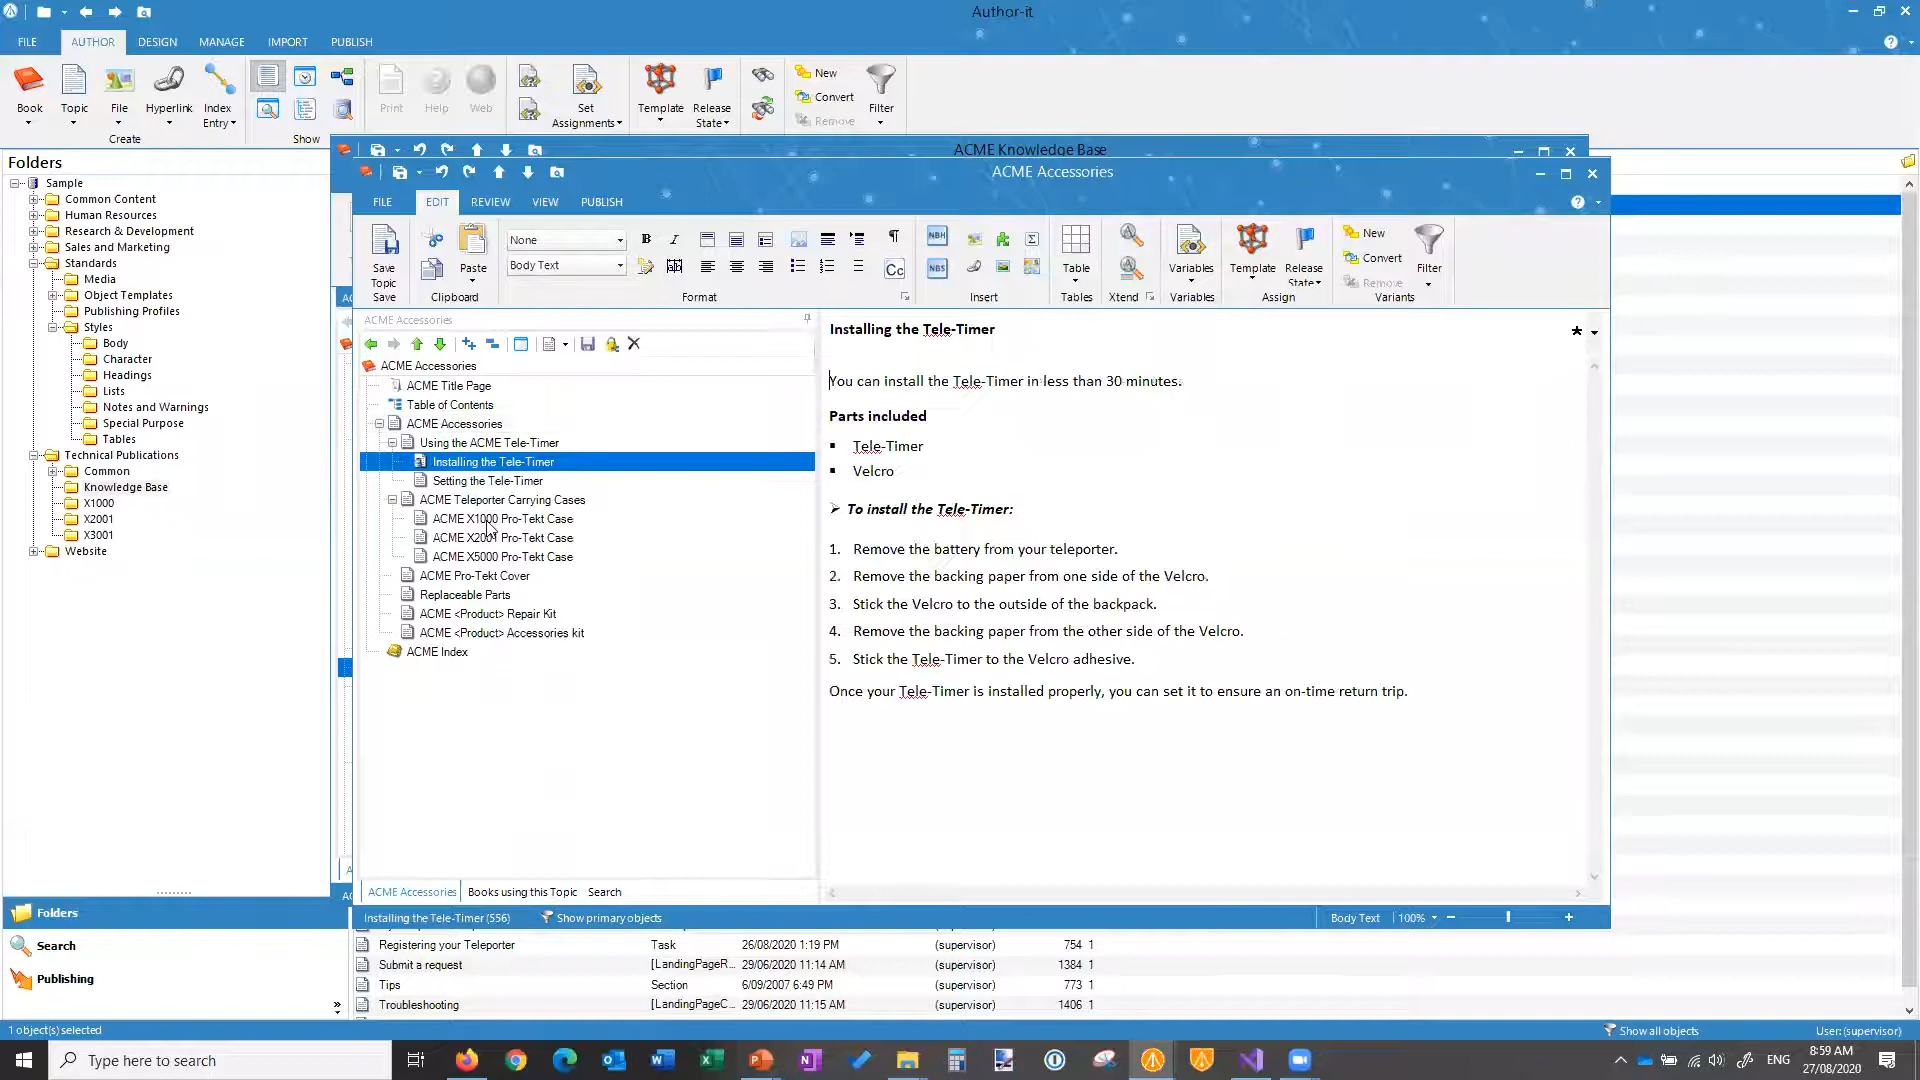 Author-it
FILE AUTHOR DESIGN MANAGE IMPORT PUBLISH
Book Topic File Hyperlink Index Entry
Create
Show
Print Help Web
Set Assignments
Template Release State
New
Convert
Remove
Filter
Folders
Sample
Common Content
Human Resources
Research & Development
Sales and Marketing
Standards
Media
Object Templates
Publishing Profiles
Styles
Body
Character
Headings
Lists
Notes and Warnings
Special Purpose
Tables
Technical Publications
Common
Knowledge Base
X1000
X2001
X3001
Website
Folders
Search
Publishing
1 object(s) selected
ACME Knowledge Base
ACME Accessories
FILE EDIT REVIEW VIEW PUBLISH
Save Topic
Save
Paste
Clipboard
None
Body Text
Format
NBH
NBS
Cc
Insert
Table
Tables
Xtend
Variables
Variables
Template Release State
Assign
New
Convert
Remove
Filter
Variants
ACME Accessories
ACME Accessories
ACME Title Page
Table of Contents
ACME Accessories
Using the ACME Tele-Timer
Installing the Tele-Timer
Setting the Tele-Timer
ACME Teleporter Carrying Cases
ACME X1000 Pro-Tekt Case
ACME X2001 Pro-Tekt Case
ACME X5000 Pro-Tekt Case
ACME Pro-Tekt Cover
Replaceable Parts
ACME <Product> Repair Kit
ACME <Product> Accessories kit
ACME Index
ACME Accessories Books using this Topic Search
Installing the Tele-Timer
You can install the Tele-Timer in less than 30 minutes.
Parts included
Tele-Timer
Velcro
To install the Tele-Timer:
1. Remove the battery from your teleporter.
2. Remove the backing paper from one side of the Velcro.
3. Stick the Velcro to the outside of the backpack.
4. Remove the backing paper from the other side of the Velcro.
5. Stick the Tele-Timer to the Velcro adhesive.
Once your Tele-Timer is installed properly, you can set it to ensure an on-time return trip.
Installing the Tele-Timer (556) Show primary objects Body Text 100%
Registering your Teleporter Task 26/08/2020 1:19 PM (supervisor) 754 1
Submit a request [LandingPageR... 29/06/2020 11:14 AM (supervisor) 1384 1
Tips Section 6/09/2007 6:49 PM (supervisor) 773 1
Troubleshooting [LandingPageC... 29/06/2020 11:15 AM (supervisor) 1406 1
Show all objects User: (supervisor)
Type here to search
ENG
8:59 AM
27/08/2020